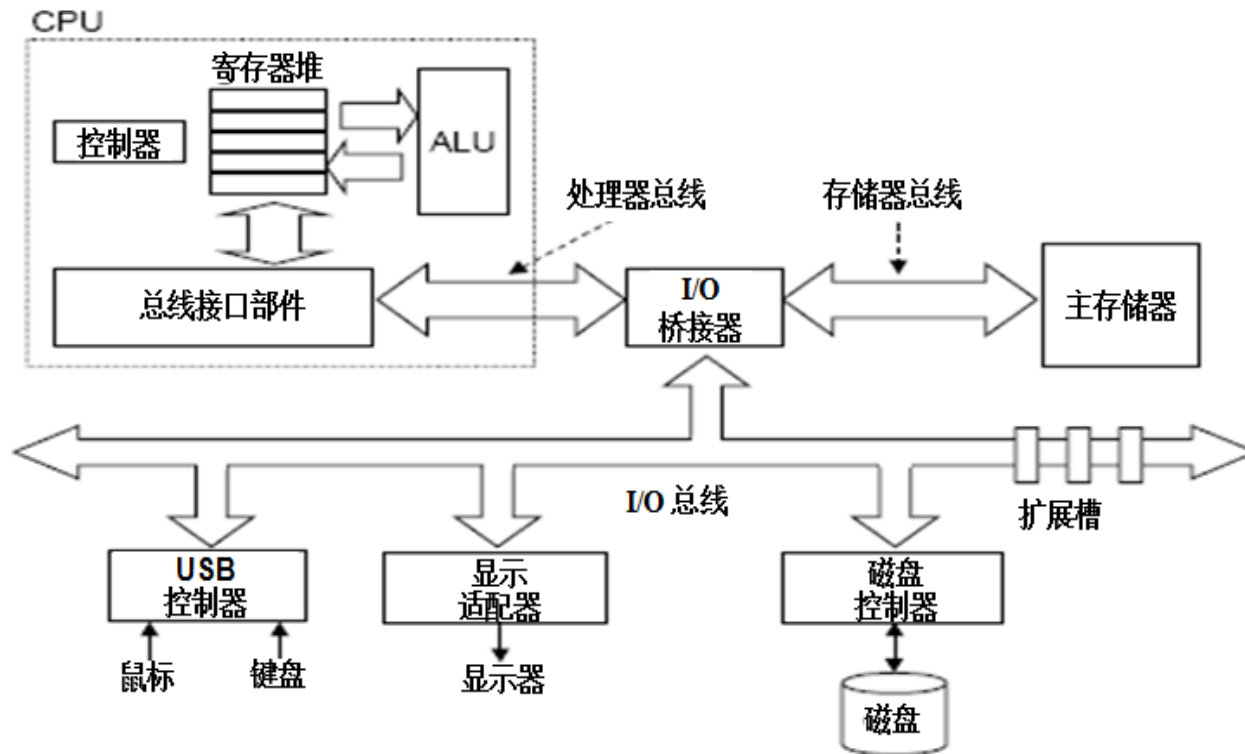 CPU
寄存器堆
控制器
ALU
处理器总线
存储器总线
总线接口部件
I/O
桥接器
主存储器
I/O 总线
扩展槽
USB
控制器
显示
适配器
磁盘
控制器
鼠标
键盘
显示器
磁盘